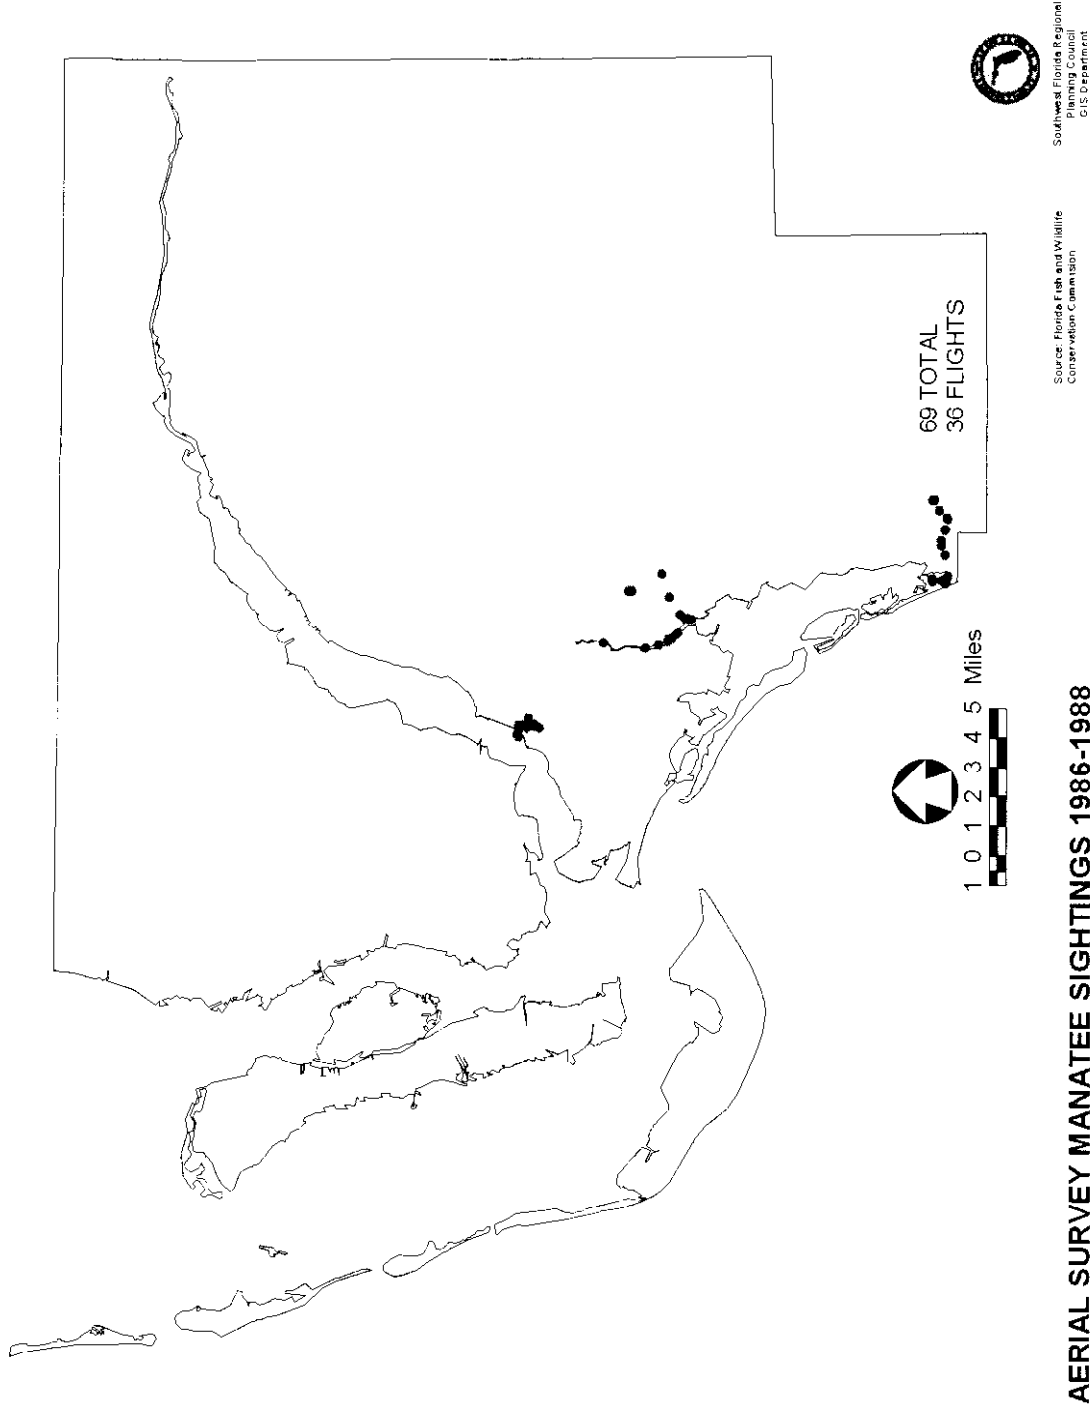 AERIAL SURVEY MANATEE SIGHTINGS 1986-1988
69 TOTAL
36 FLIGHTS
1 0 1 2 3 4 5 Miles
Source: Florida Fish and Wildlife
Conservation Commision
Southwest Florida Regional
Planning Council
GIS Department